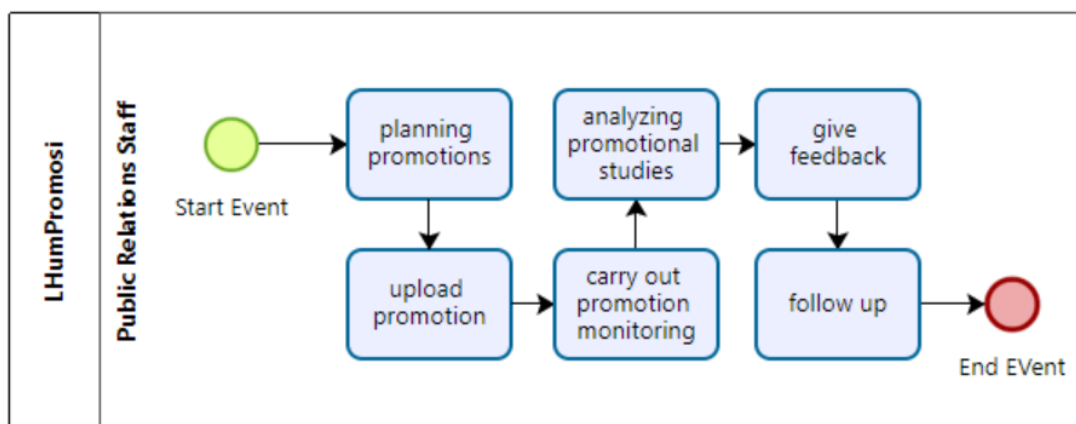 LHumPromosi
Public Relations Staff
Start Event
planning
promotions
upload
promotion
carry out
promotion
monitoring
analyzing
promotional
studies
give
feedback
follow up
End EVent